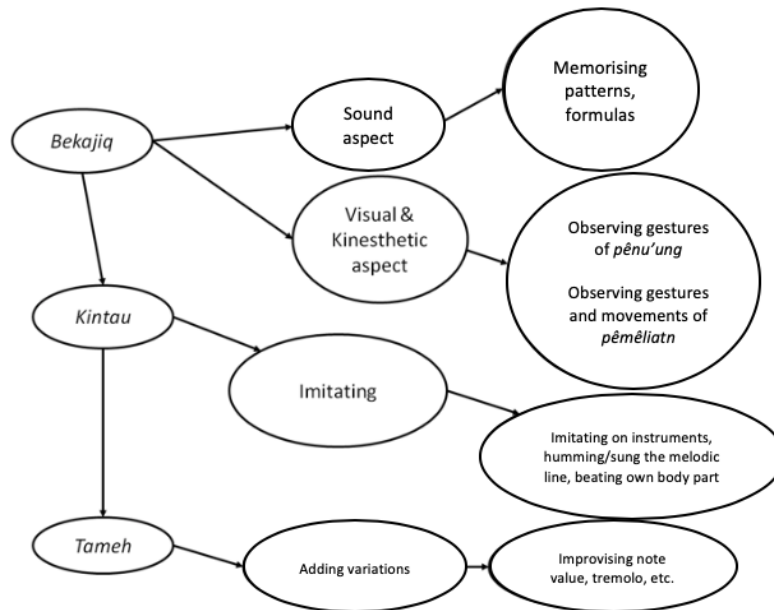 Bekajiq
Sound
aspect
Memorising
patterns,
formulas
Visual &
Kinesthetic
aspect
Observing gestures
of pênu’ung
Observing gestures
and movements of
pêmêliatn
Kintau
Imitating
Imitating on instruments,
humming/sung the melodic
line, beating own body part
Tameh
Adding variations
Improvising note
value, tremolo, etc.